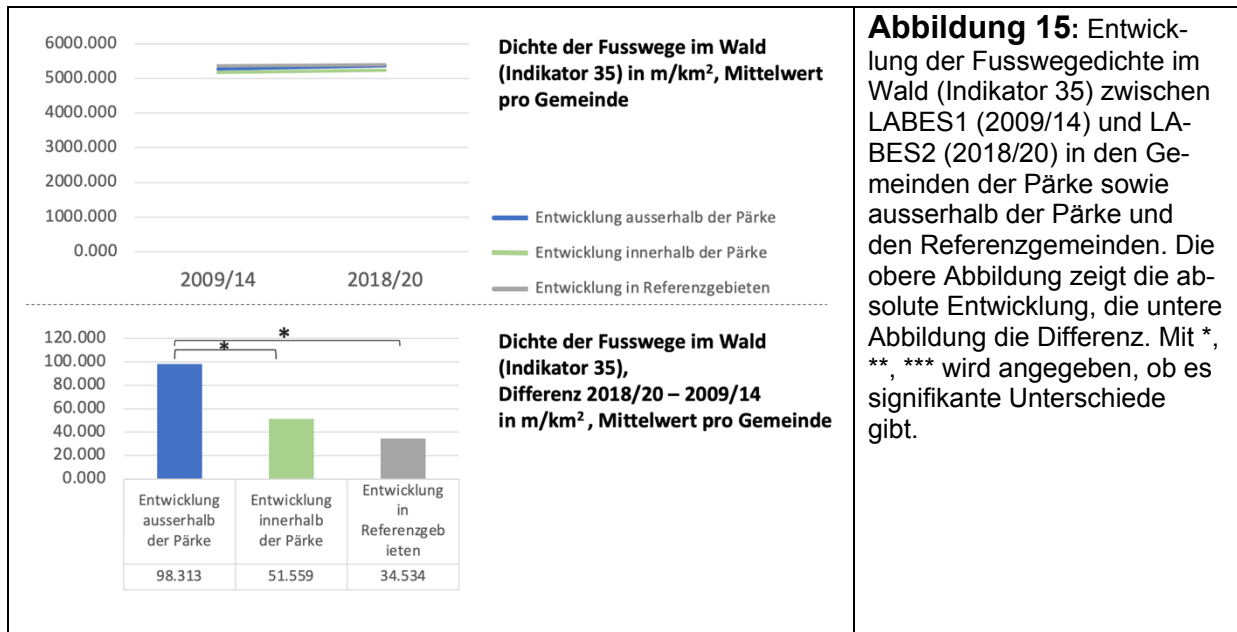 6000.000
5000.000
4000.000
3000.000
2000.000
1000.000
0.000
2009/14
2018/20
Dichte der Fusswege im Wald
(Indikator 35) in m/km², Mittelwert
pro Gemeinde
Entwicklung ausserhalb der Pärke
Entwicklung innerhalb der Pärke
Entwicklung in Referenzgebieten
120.000
100.000
80.000
60.000
40.000
20.000
0.000
*
*
Entwicklung
ausserhalb
der Pärke
Entwicklung
innerhalb
der Pärke
Entwicklung
in
Referenzgeb
ieten
98.313
51.559
34.534
Dichte der Fusswege im Wald
(Indikator 35),
Differenz 2018/20 – 2009/14
in m/km² , Mittelwert pro Gemeinde
Abbildung 15: Entwick-
lung der Fusswegedichte im
Wald (Indikator 35) zwischen
LABES1 (2009/14) und LA-
BES2 (2018/20) in den Ge-
meinden der Pärke sowie
ausserhalb der Pärke und
den Referenzgemeinden. Die
obere Abbildung zeigt die ab-
solute Entwicklung, die untere
Abbildung die Differenz. Mit *,
**, *** wird angegeben, ob es
signifikante Unterschiede
gibt.